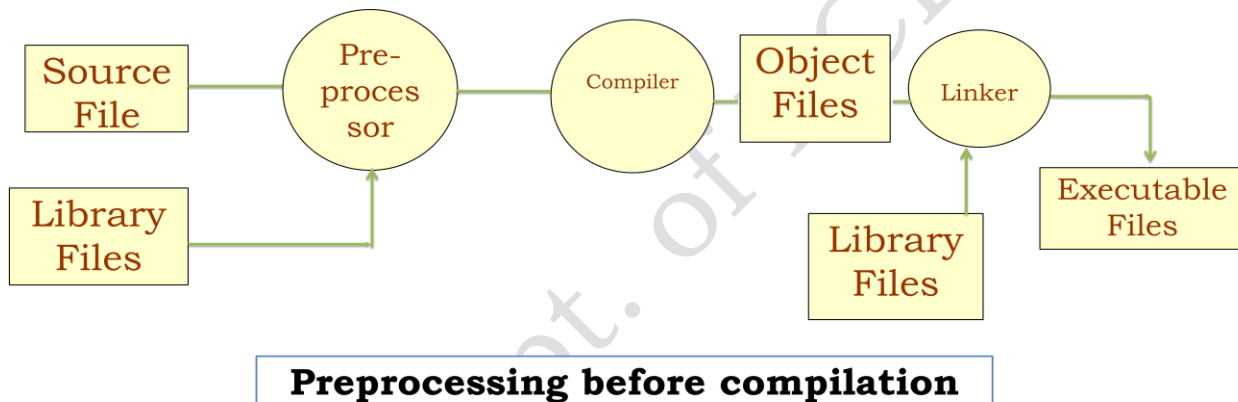 Source
File
Pre-
proces
sor
Compiler
Object
Files
Linker
Library
Files
Library
Files
Executable
Files
Preprocessing before compilation